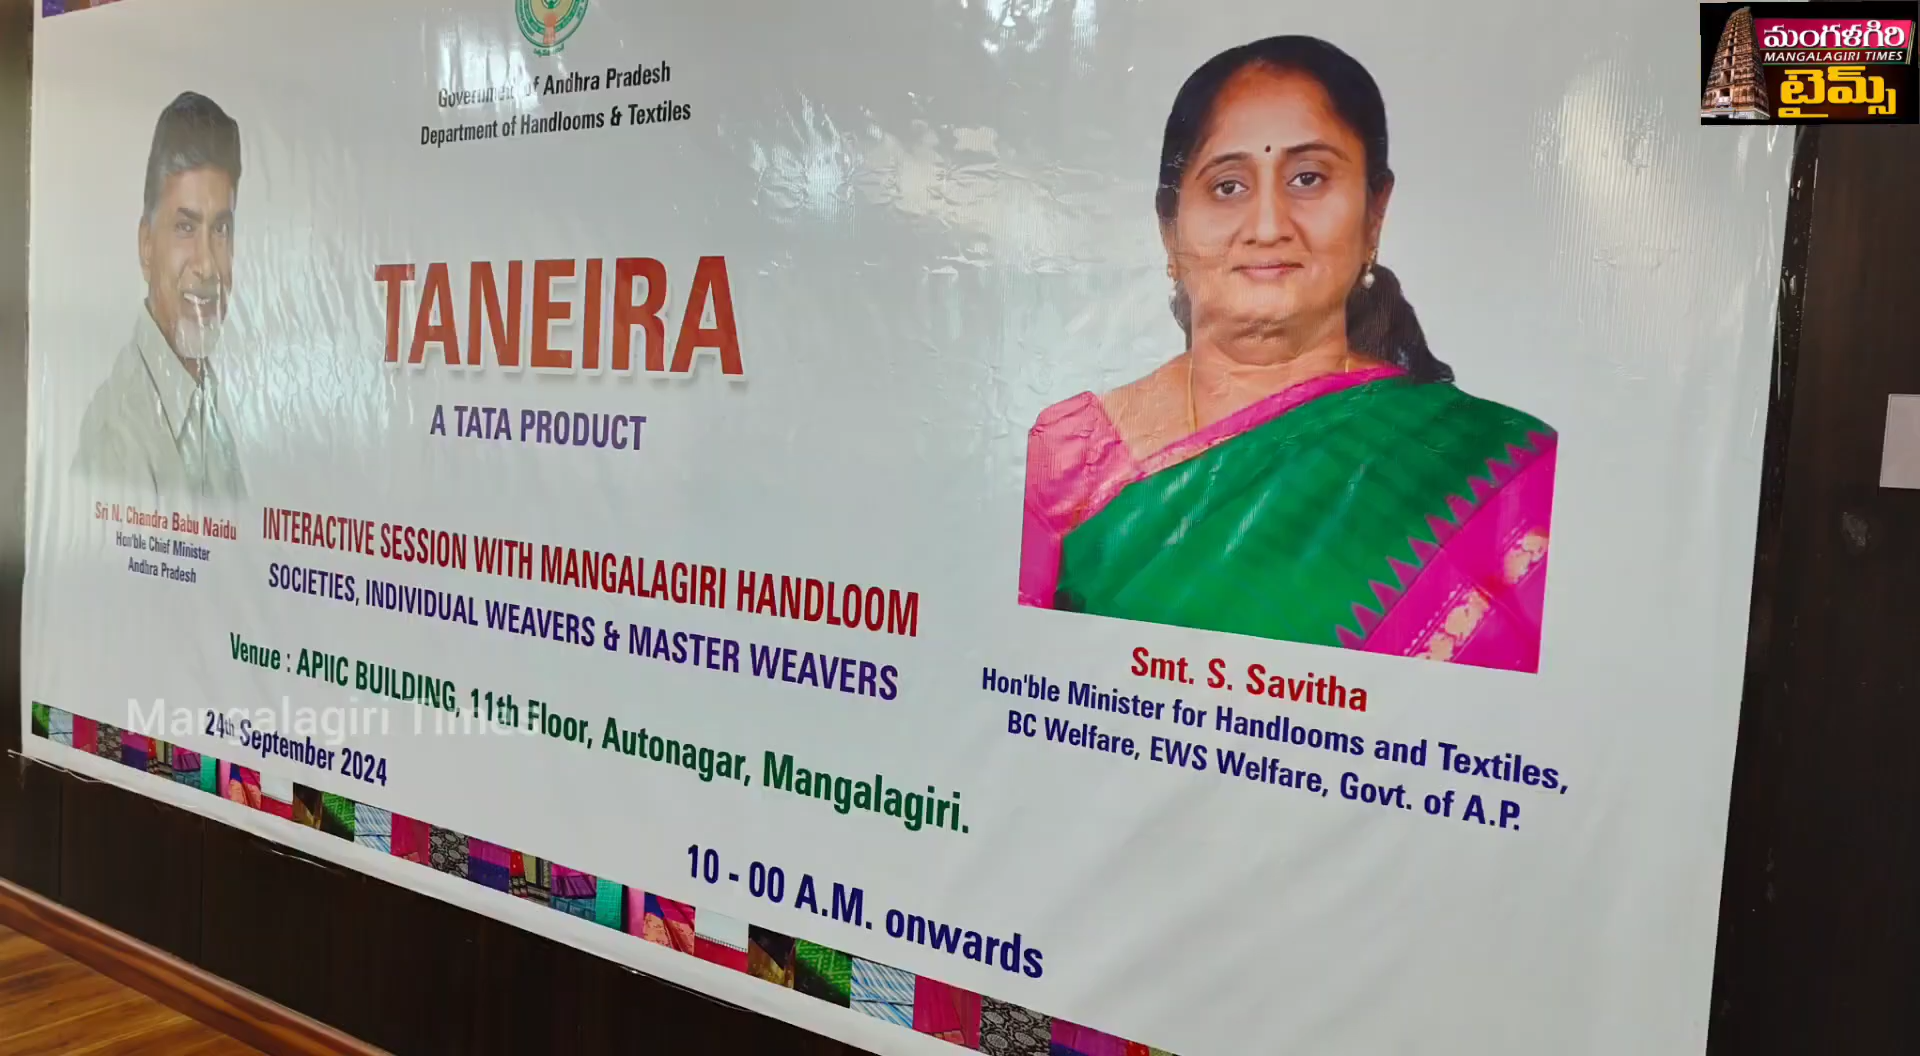 మంగళగిరి
MANGALAGIRI TIMES
టైమ్స్
Government of Andhra Pradesh
Department of Handlooms & Textiles
TANEIRA
A TATA PRODUCT
Sri N. Chandra Babu Naidu
Hon'ble Chief Minister
Andhra Pradesh
INTERACTIVE SESSION WITH MANGALAGIRI HANDLOOM
SOCIETIES, INDIVIDUAL WEAVERS & MASTER WEAVERS
Venue : APIIC BUILDING, 11th Floor, Autonagar, Mangalagiri.
24th September 2024
10 - 00 A.M. onwards
Smt. S. Savitha
Hon'ble Minister for Handlooms and Textiles,
BC Welfare, EWS Welfare, Govt. of A.P.
Mangalagiri Times